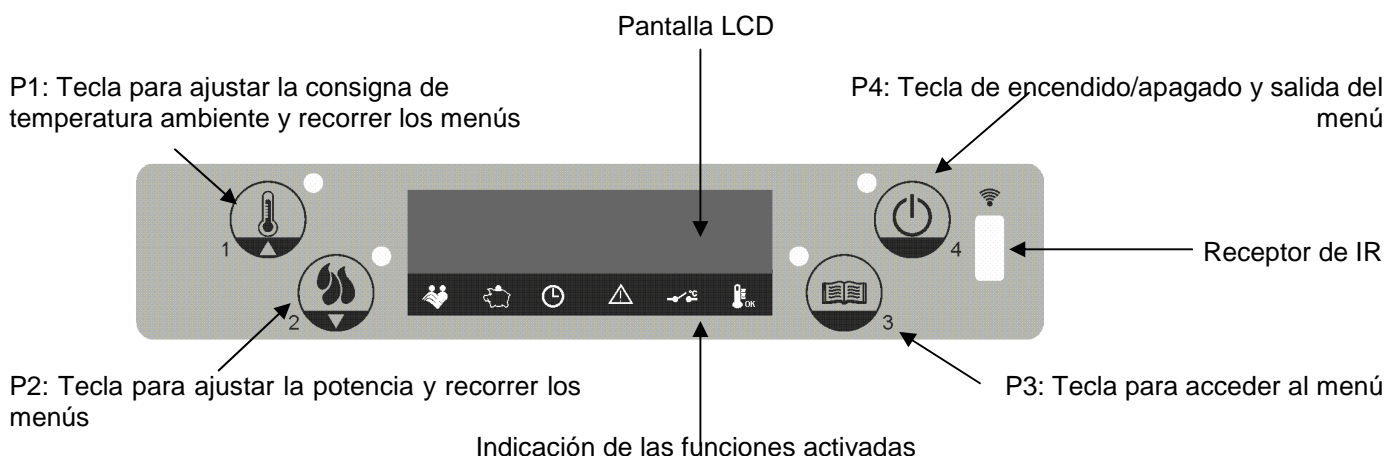 Pantalla LCD
P1: Tecla para ajustar la consigna de
temperatura ambiente y recorrer los menús
P4: Tecla de encendido/apagado y salida del
menú
1
4
Receptor de IR
2
°C
OK
3
P2: Tecla para ajustar la potencia y recorrer los
menús
P3: Tecla para acceder al menú
Indicación de las funciones activadas